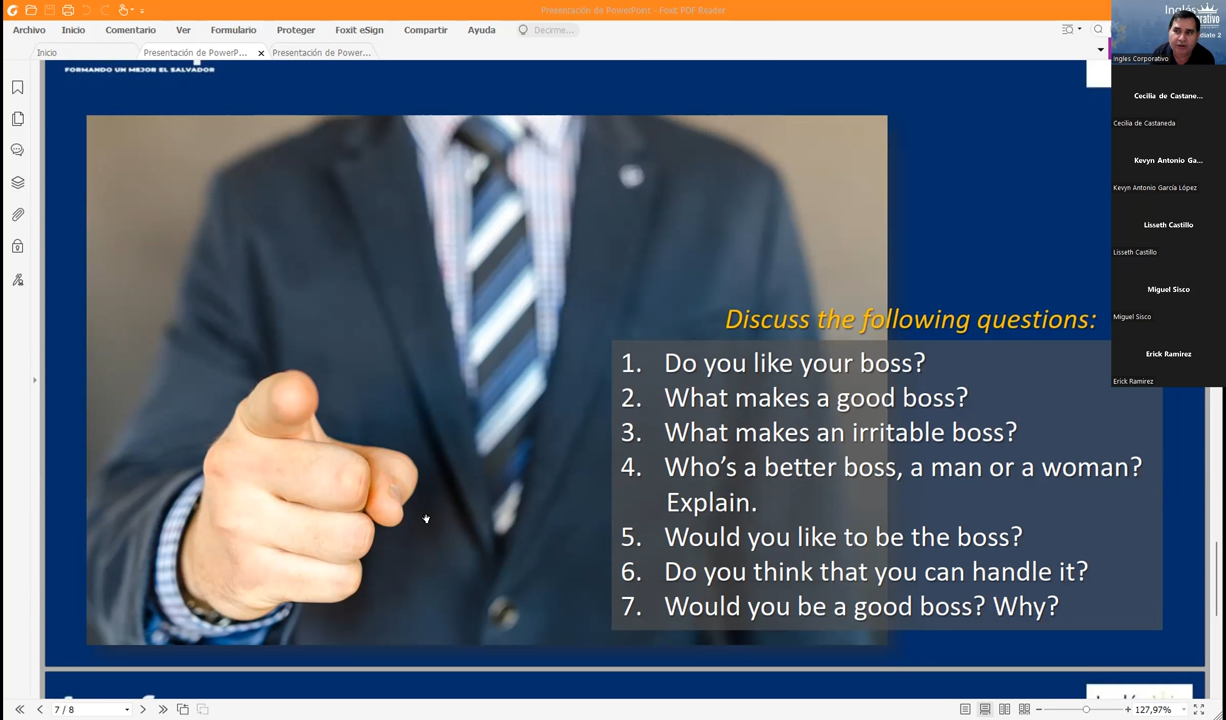 Presentación de PowerPoint - Foxit PDF Reader
Archivo Inicio Comentario Ver Formulario Proteger Foxit eSign Compartir Ayuda Decirme...
Inicio Presentación de PowerP... Presentación de Power...
FORMANDO UN MEJOR EL SALVADOR
Discuss the following questions:
1. Do you like your boss?
2. What makes a good boss?
3. What makes an irritable boss?
4. Who's a better boss, a man or a woman?
Explain.
5. Would you like to be the boss?
6. Do you think that you can handle it?
7. Would you be a good boss? Why?
Inglés
diate 2
Ingles Corporativo
Cecilia de Castane...
Cecilia de Castaneda
Kevyn Antonio Ga...
Kevyn Antonio García López
Lisseth Castillo
Lisseth Castillo
Miguel Sisco
Miguel Sisco
Erick Ramirez
Erick Ramirez
7 / 8
127,97%